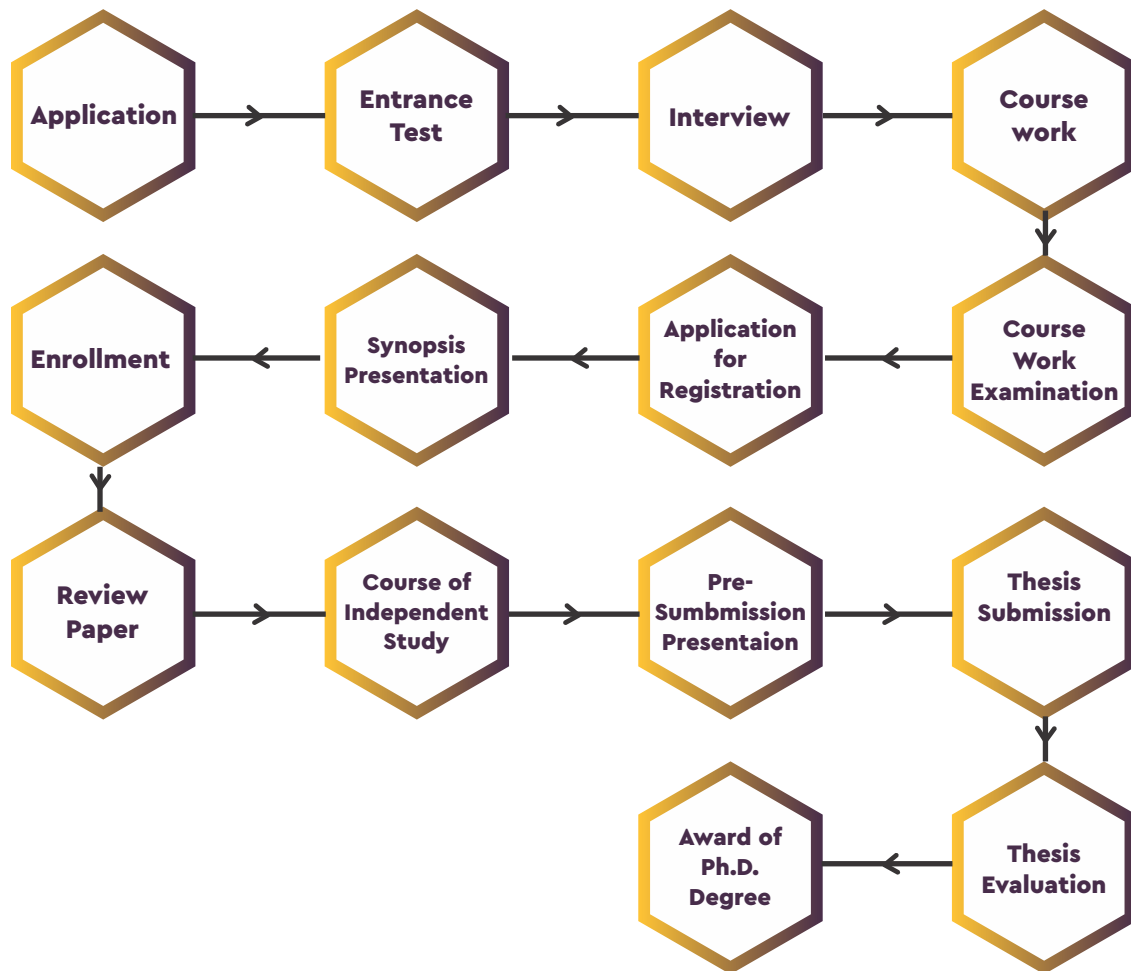 Application
Entrance
Test
Interview
Course
work
Course
Work
Examination
Application
for
Registration
Synopsis
Presentation
Enrollment
Review
Paper
Course of
Independent
Study
Pre-
Sumbmission
Presentaion
Thesis
Submission
Thesis
Evaluation
Award of
Ph.D.
Degree